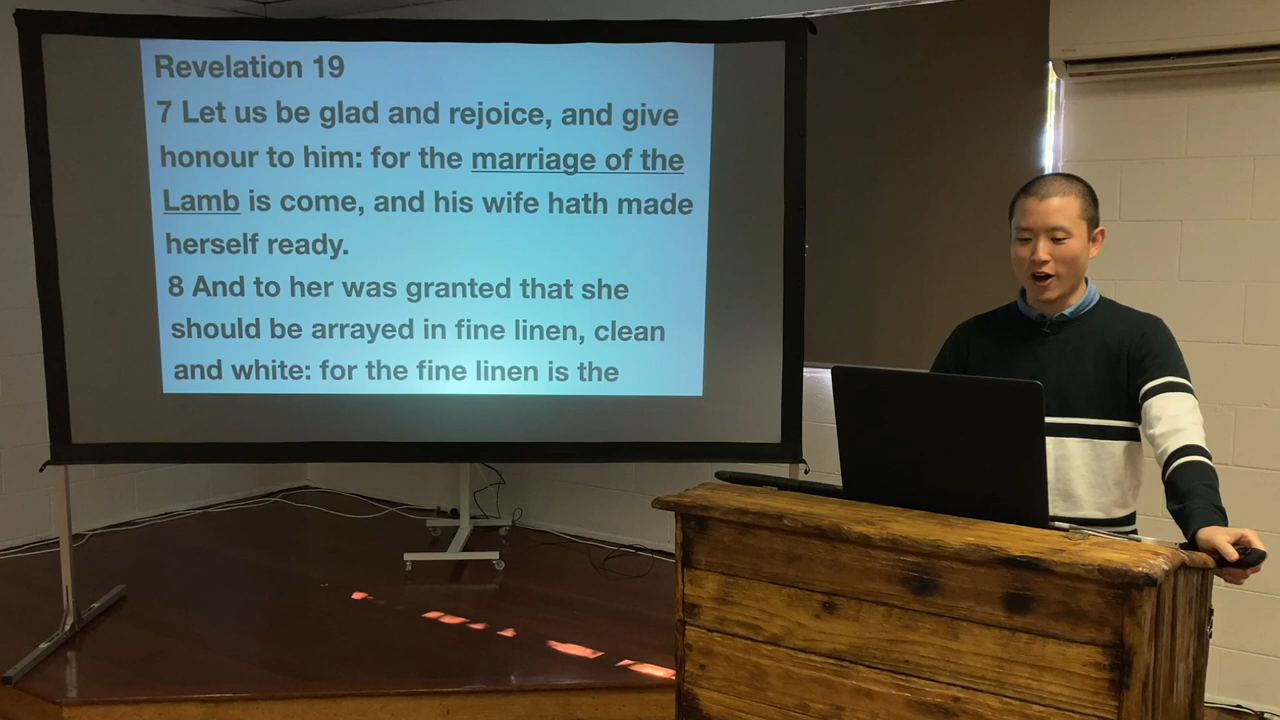 Revelation 19
7 Let us be glad and rejoice, and give
honour to him: for the marriage of the
Lamb is come, and his wife hath made
herself ready.
8 And to her was granted that she
should be arrayed in fine linen, clean
and white: for the fine linen is the